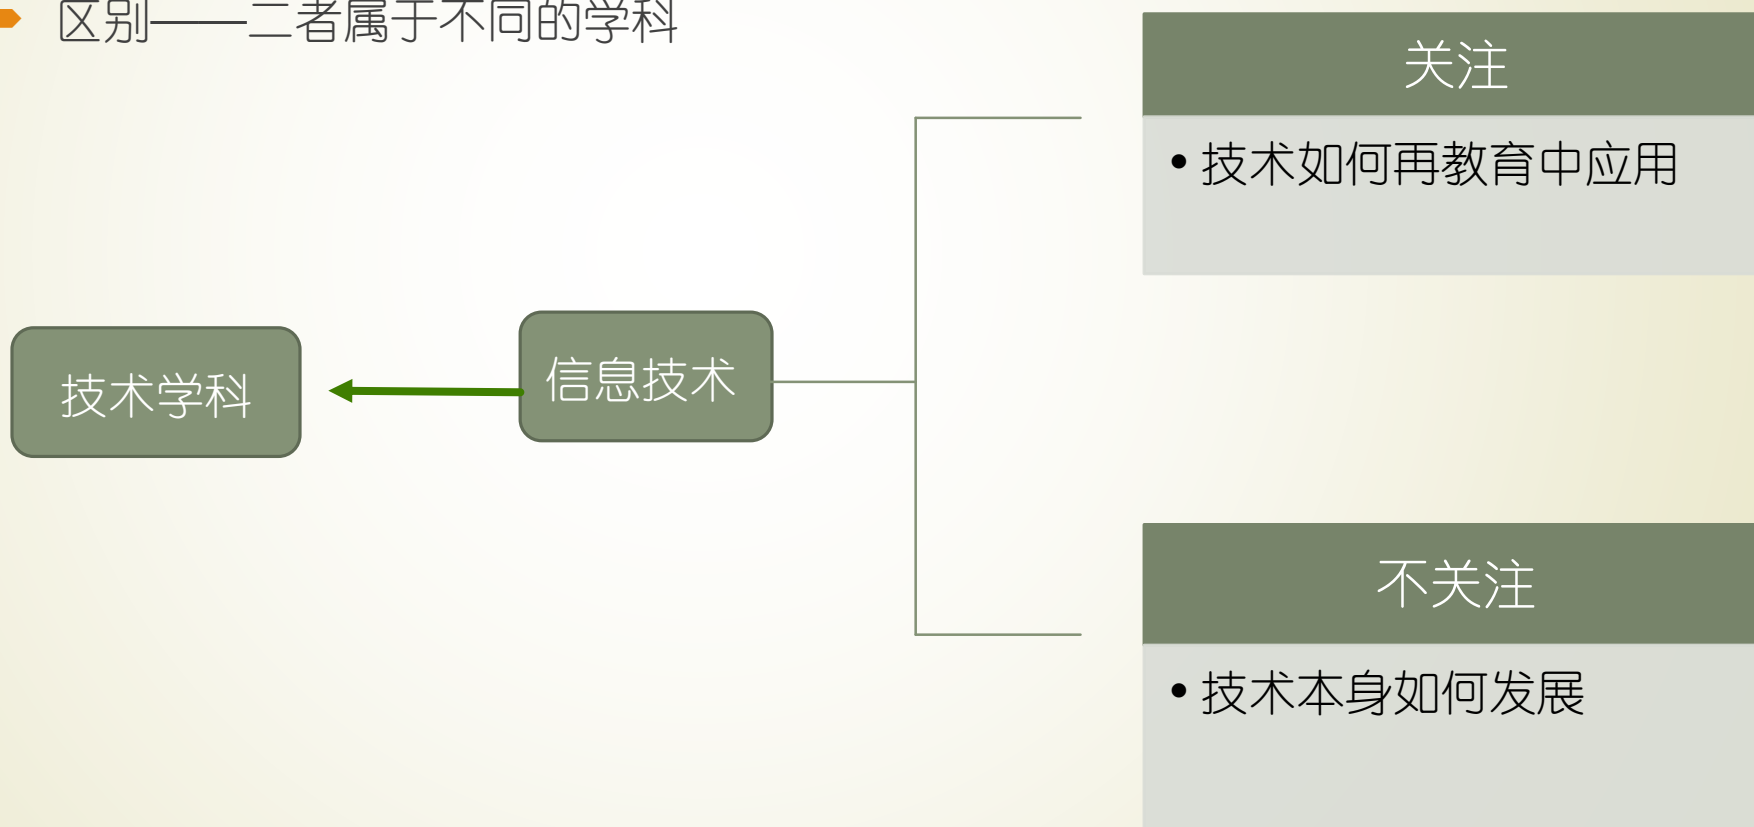 区别——二者属于不同的学科
关注
•技术如何再教育中应用
技术学科
信息技术
不关注
•技术本身如何发展